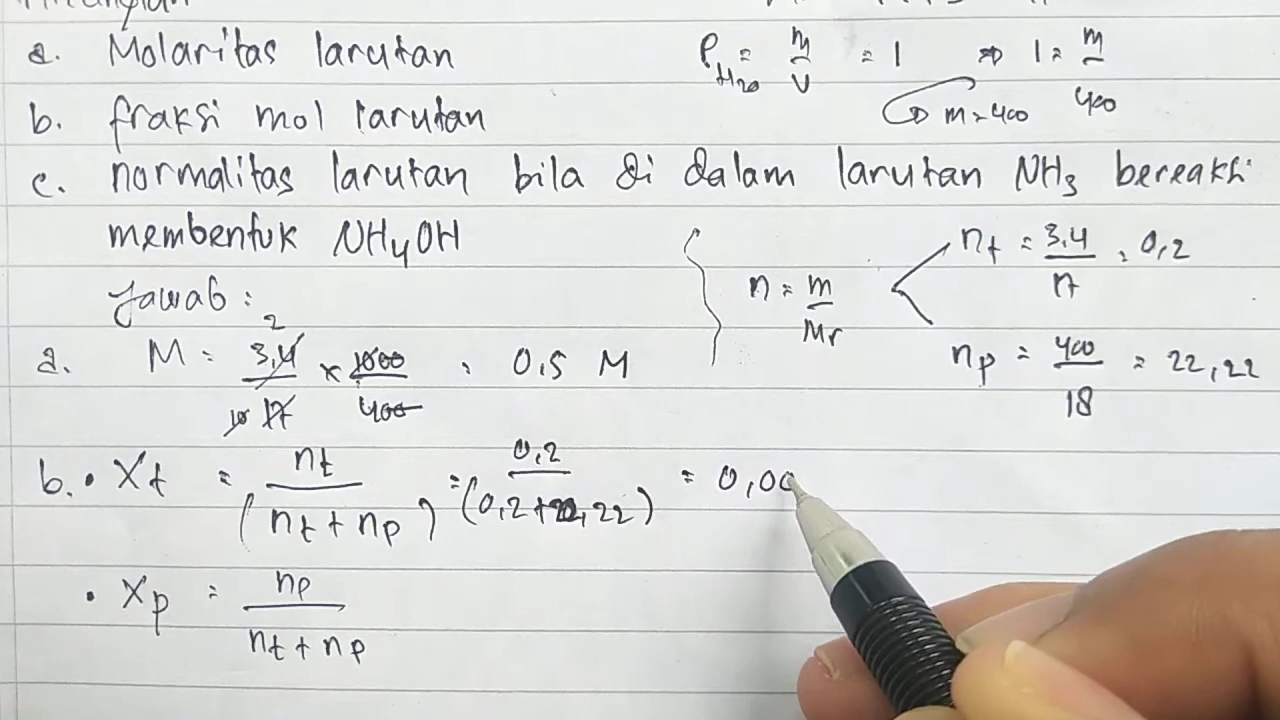 a. Molaritas larutan
ρH2O = m/V = 1 ⇒ 1 = m/400
⇒ m = 400
b. fraksi mol larutan
c. normalitas larutan bila di dalam larutan NH3 bereaksi
membentuk NH4OH
Jawab :
n = m/Mr
nt = 3,4/17 = 0,2
np = 400/18 = 22,22
a. M = 3,4/17 × 1000/400 = 0,5 M
2
10
b. • Xt = nt/(nt + np) = 0,2/(0,2+22,22) = 0,00
• Xp = np/nt + np